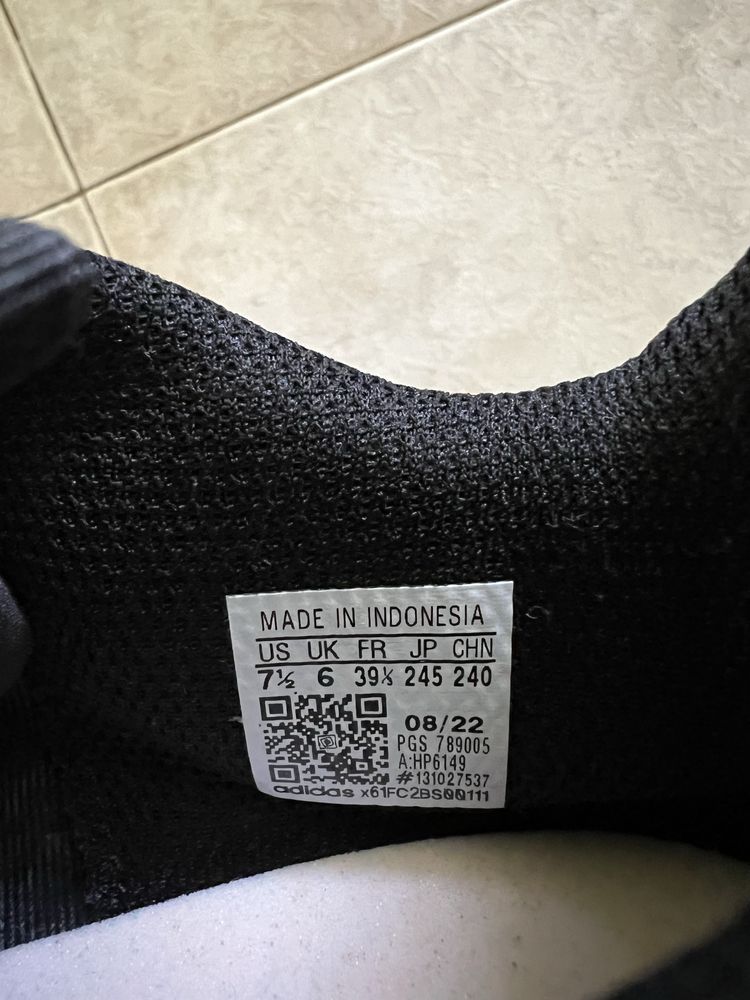 MADE IN INDONESIA
US UK FR JP CHN
7½ 6 39⅓ 245 240
08/22
PGS 789005
A:HP6149
#131027537
adidas x61FC2BS00111